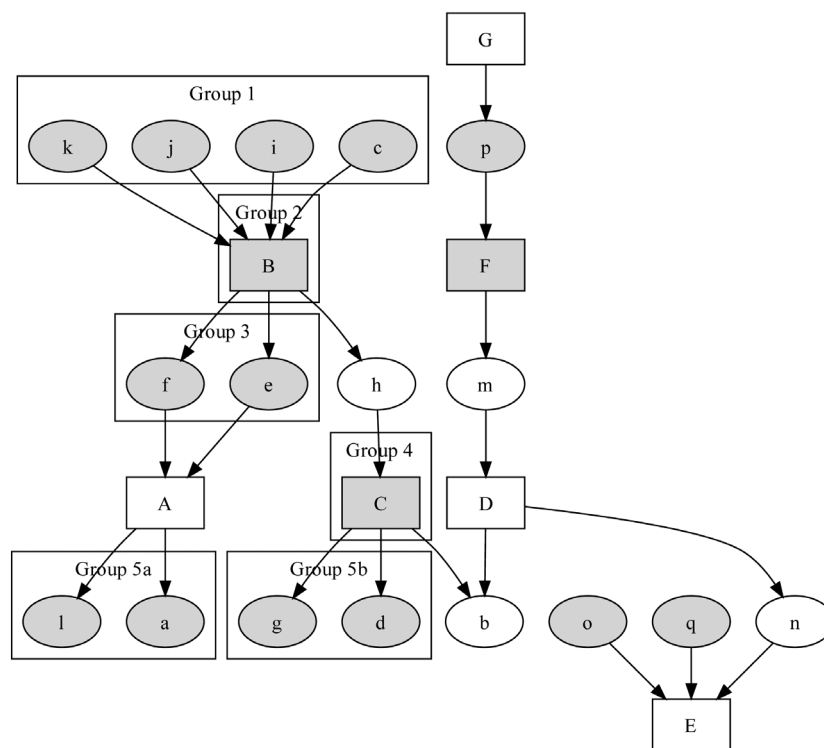 G
Group 1
k j i c p
Group 2
B F
Group 3
f e h m
Group 4
A C D
Group 5a Group 5b
l a g d b o q n
E